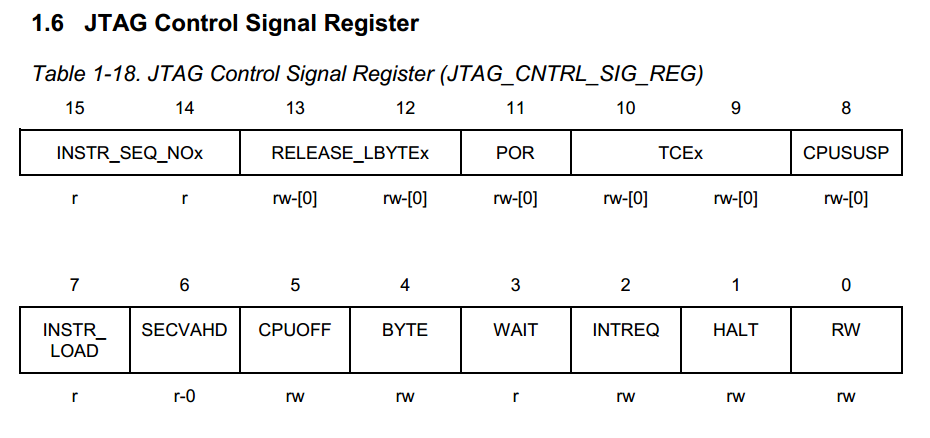 1.6 JTAG Control Signal Register
Table 1-18. JTAG Control Signal Register (JTAG_CNTRL_SIG_REG)
15 14 13 12 11 10 9 8
INSTR_SEQ_NOx RELEASE_LBYTEx POR TCEx CPUSUSP
r r rw-[0] rw-[0] rw-[0] rw-[0] rw-[0] rw-[0]
7 6 5 4 3 2 1 0
INSTR_ SECVAHD CPUOFF BYTE WAIT INTREQ HALT RW
LOAD
r r-0 rw rw r rw rw rw